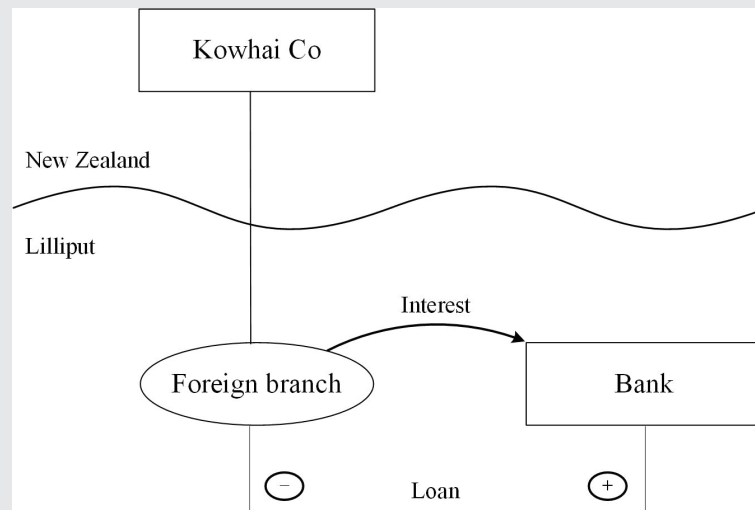 Kowhai Co
New Zealand
Lilliput
Interest
Foreign branch
Bank
−
Loan
+